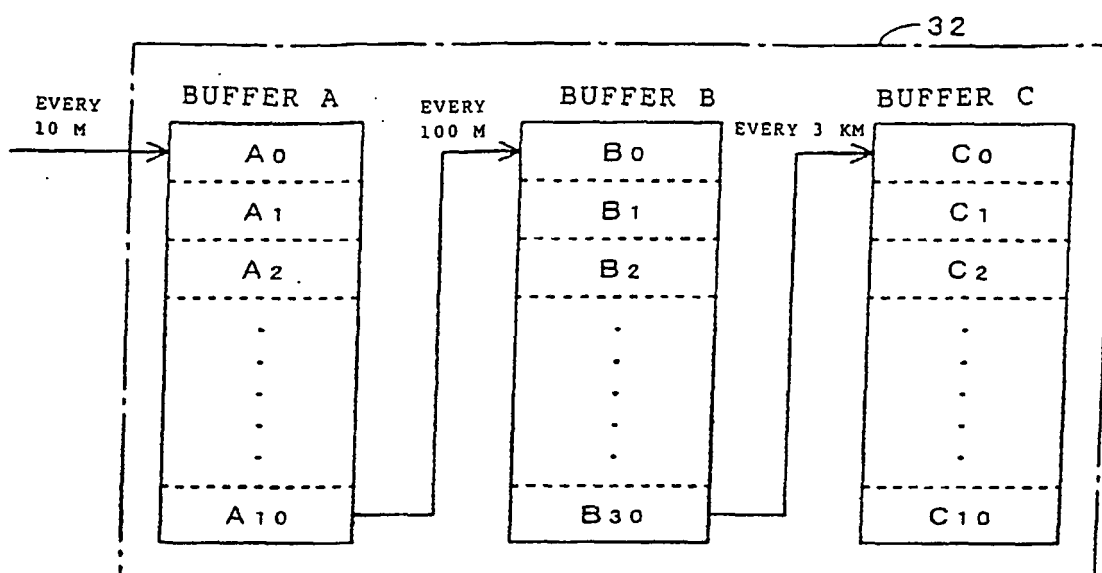 32
BUFFER A
BUFFER B
BUFFER C
EVERY
10 M
EVERY
100 M
EVERY 3 KM
A0
B0
C0
A1
B1
C1
A2
B2
C2
A10
B30
C10